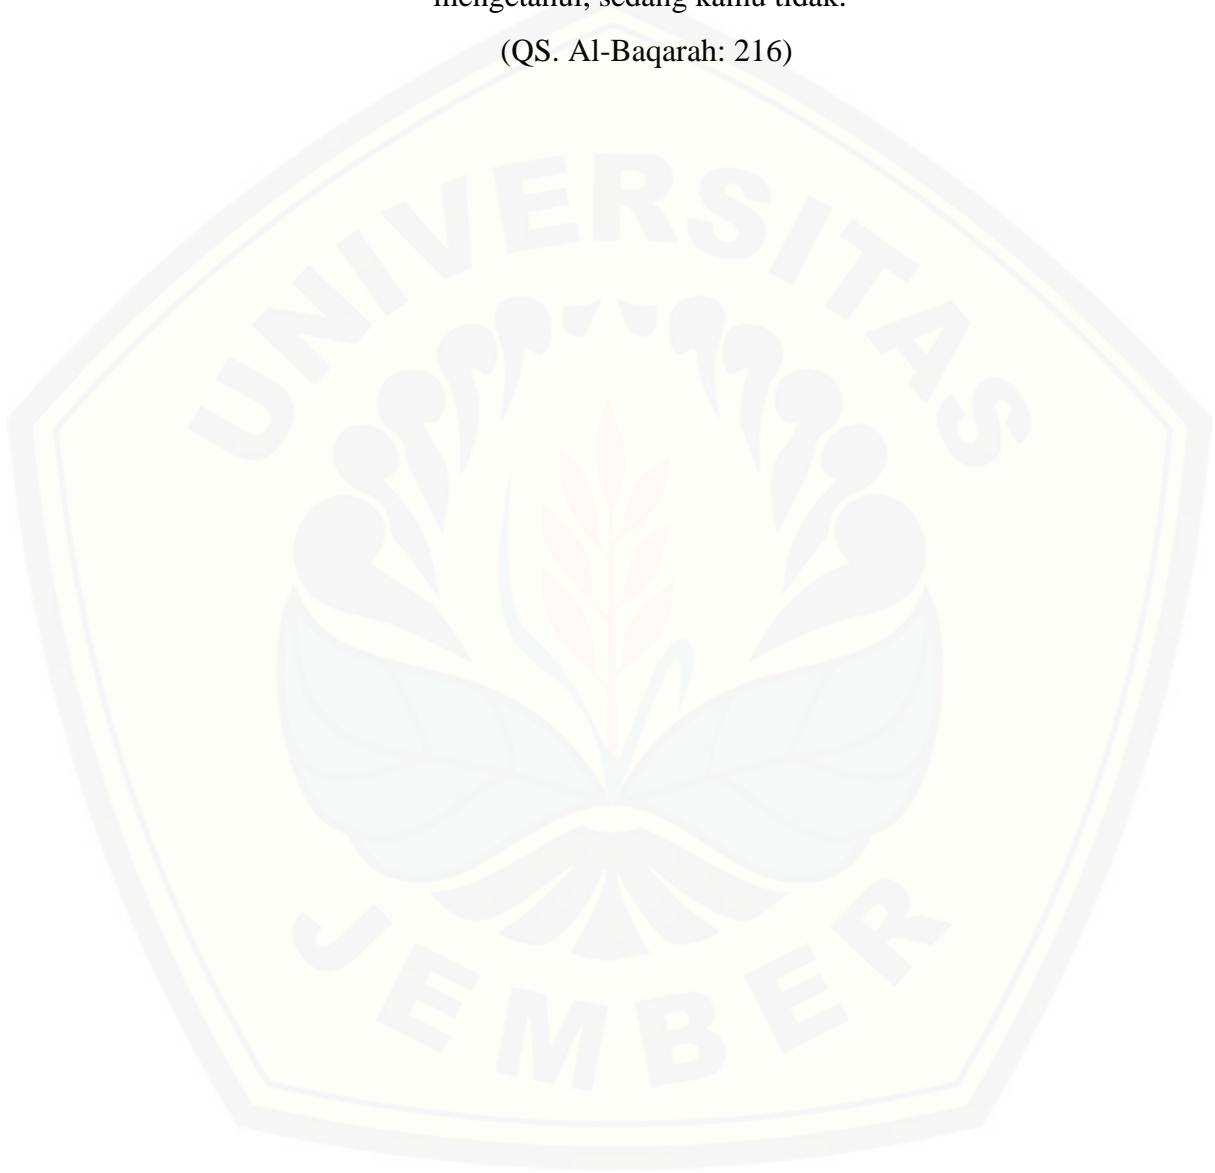 mengetahui, sedang kamu tidak.
(QS. Al-Baqarah: 216)
UNIVERSITAS
JEMBER